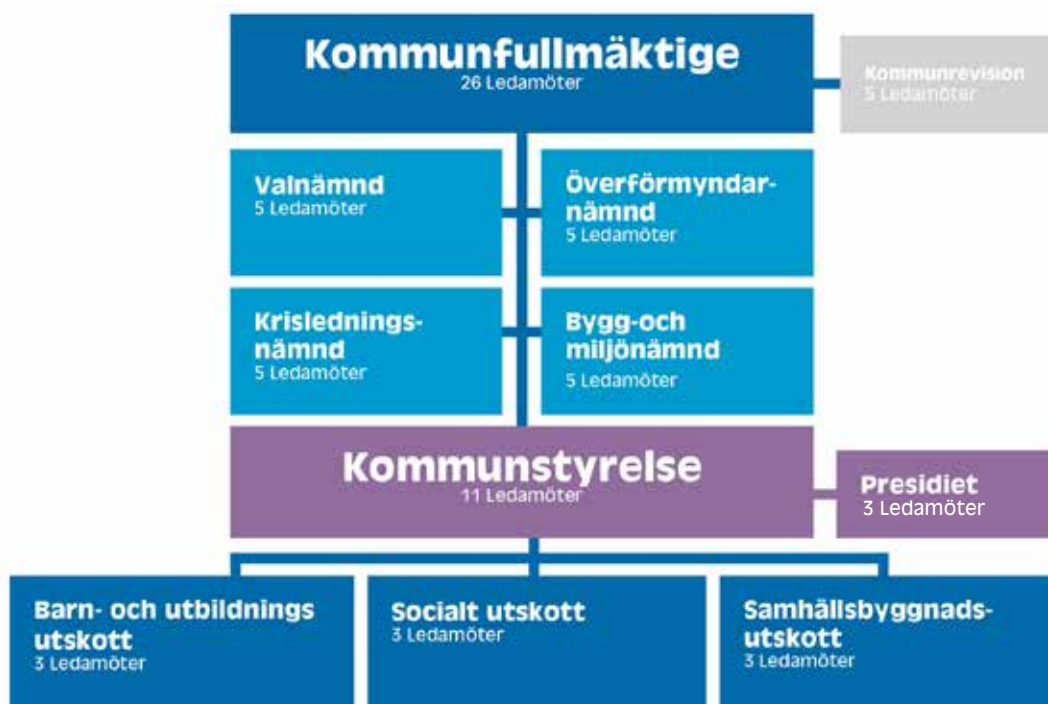 Kommunfullmäktige
26 Ledamöter
Kommunrevision
5 Ledamöter
Valnämnd
5 Ledamöter
Överförmyndar-
nämnd
5 Ledamöter
Krislednings-
nämnd
5 Ledamöter
Bygg-och
miljönämnd
5 Ledamöter
Kommunstyrelse
11 Ledamöter
Presidiet
3 Ledamöter
Barn- och utbildnings
utskott
3 Ledamöter
Socialt utskott
3 Ledamöter
Samhällsbyggnads-
utskott
3 Ledamöter